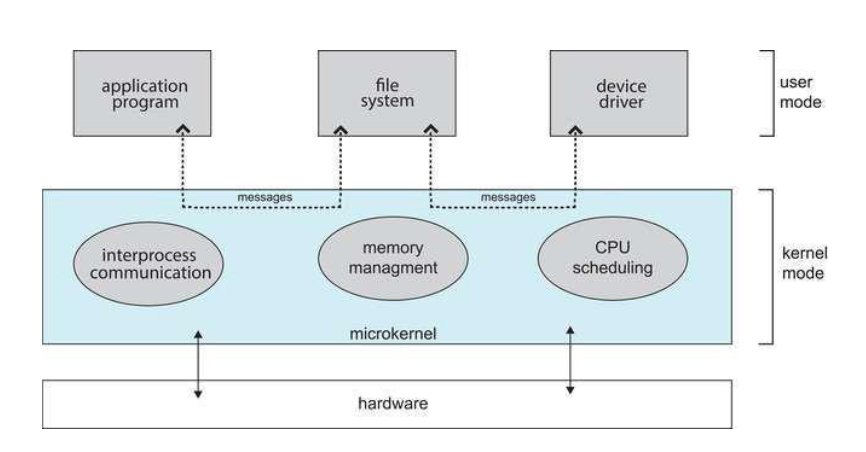 application
program
file
system
device
driver
user
mode
messages
messages
interprocess
communication
memory
managment
CPU
scheduling
kernel
mode
microkernel
hardware